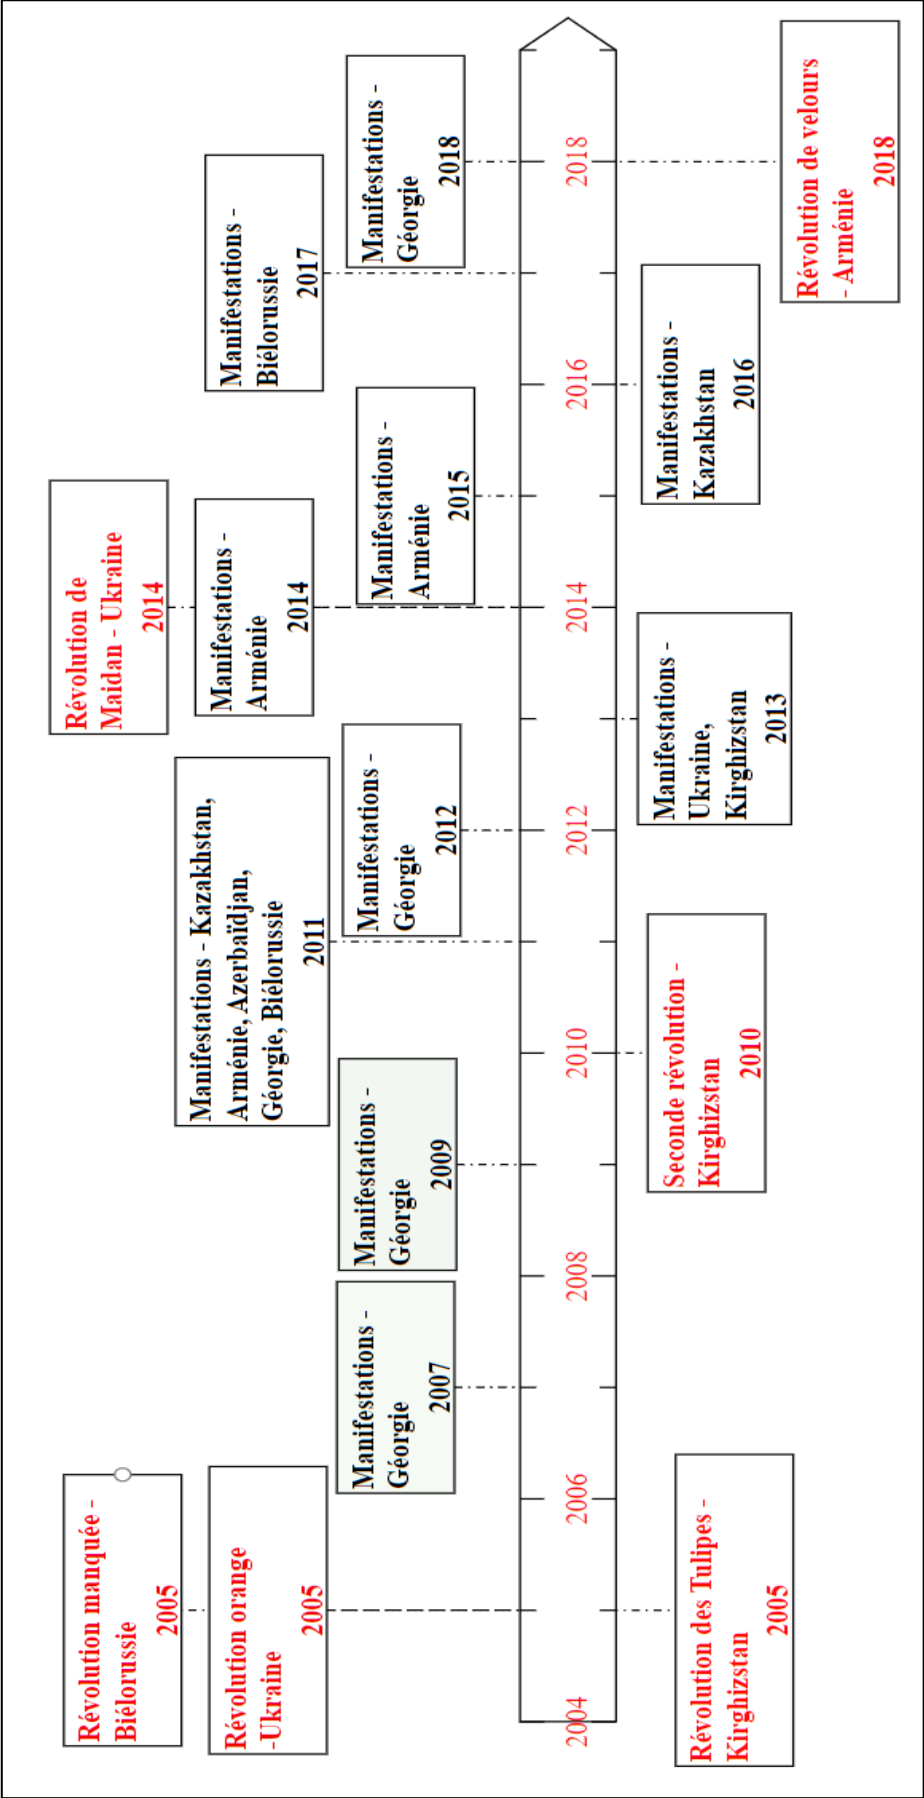 Révolution manquée -
Biélorussie
2005
Révolution orange
-Ukraine
2005
Manifestations -
Géorgie
2007
Manifestations -
Géorgie
2009
Manifestations - Kazakhstan,
Arménie, Azerbaïdjan,
Géorgie, Biélorussie
2011
Manifestations -
Géorgie
2012
Révolution de
Maidan - Ukraine
2014
Manifestations -
Arménie
2014
Manifestations -
Arménie
2015
Manifestations -
Biélorussie
2017
Manifestations -
Géorgie
2018
2004
2006
2008
2010
2012
2014
2016
2018
Révolution des Tulipes -
Kirghizstan
2005
Seconde révolution -
Kirghizstan
2010
Manifestations -
Ukraine,
Kirghizstan
2013
Manifestations -
Kazakhstan
2016
Révolution de velours
- Arménie
2018